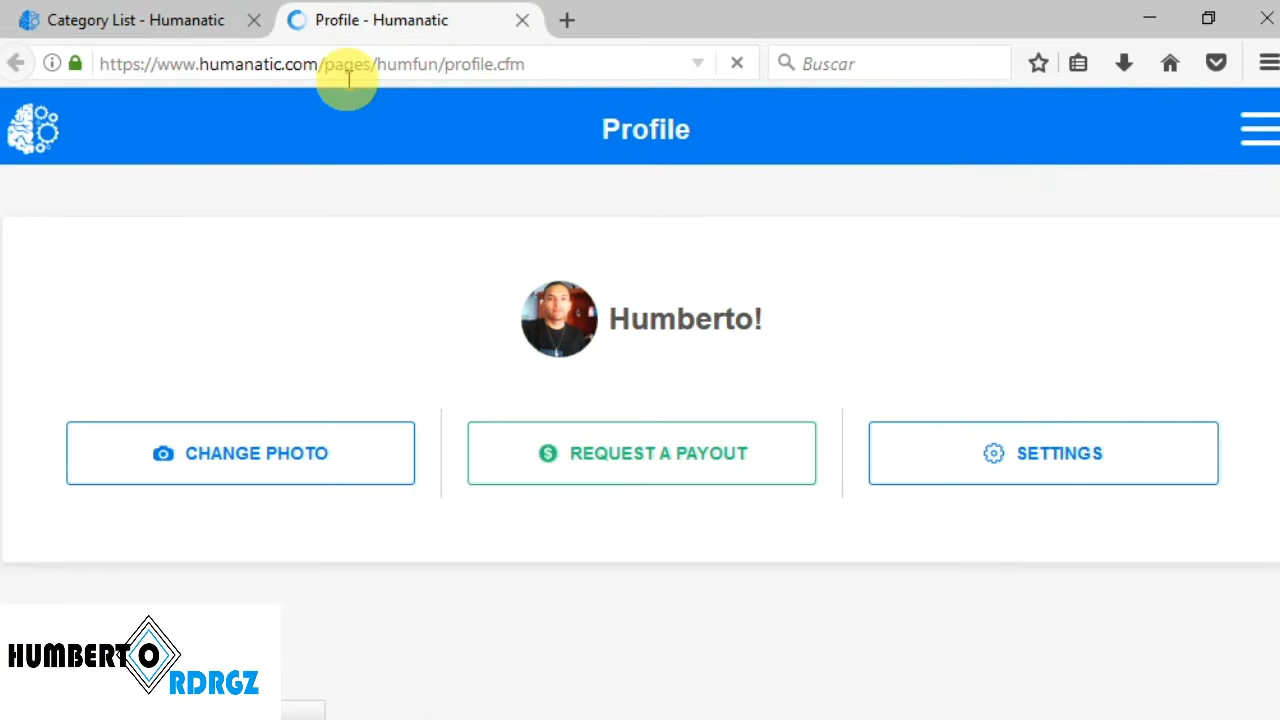 Category List - Humanatic
Profile - Humanatic
https://www.humanatic.com/pages/humfun/profile.cfm
Buscar
Profile
Humberto!
CHANGE PHOTO
REQUEST A PAYOUT
SETTINGS
HUMBERTO
RDRGZ